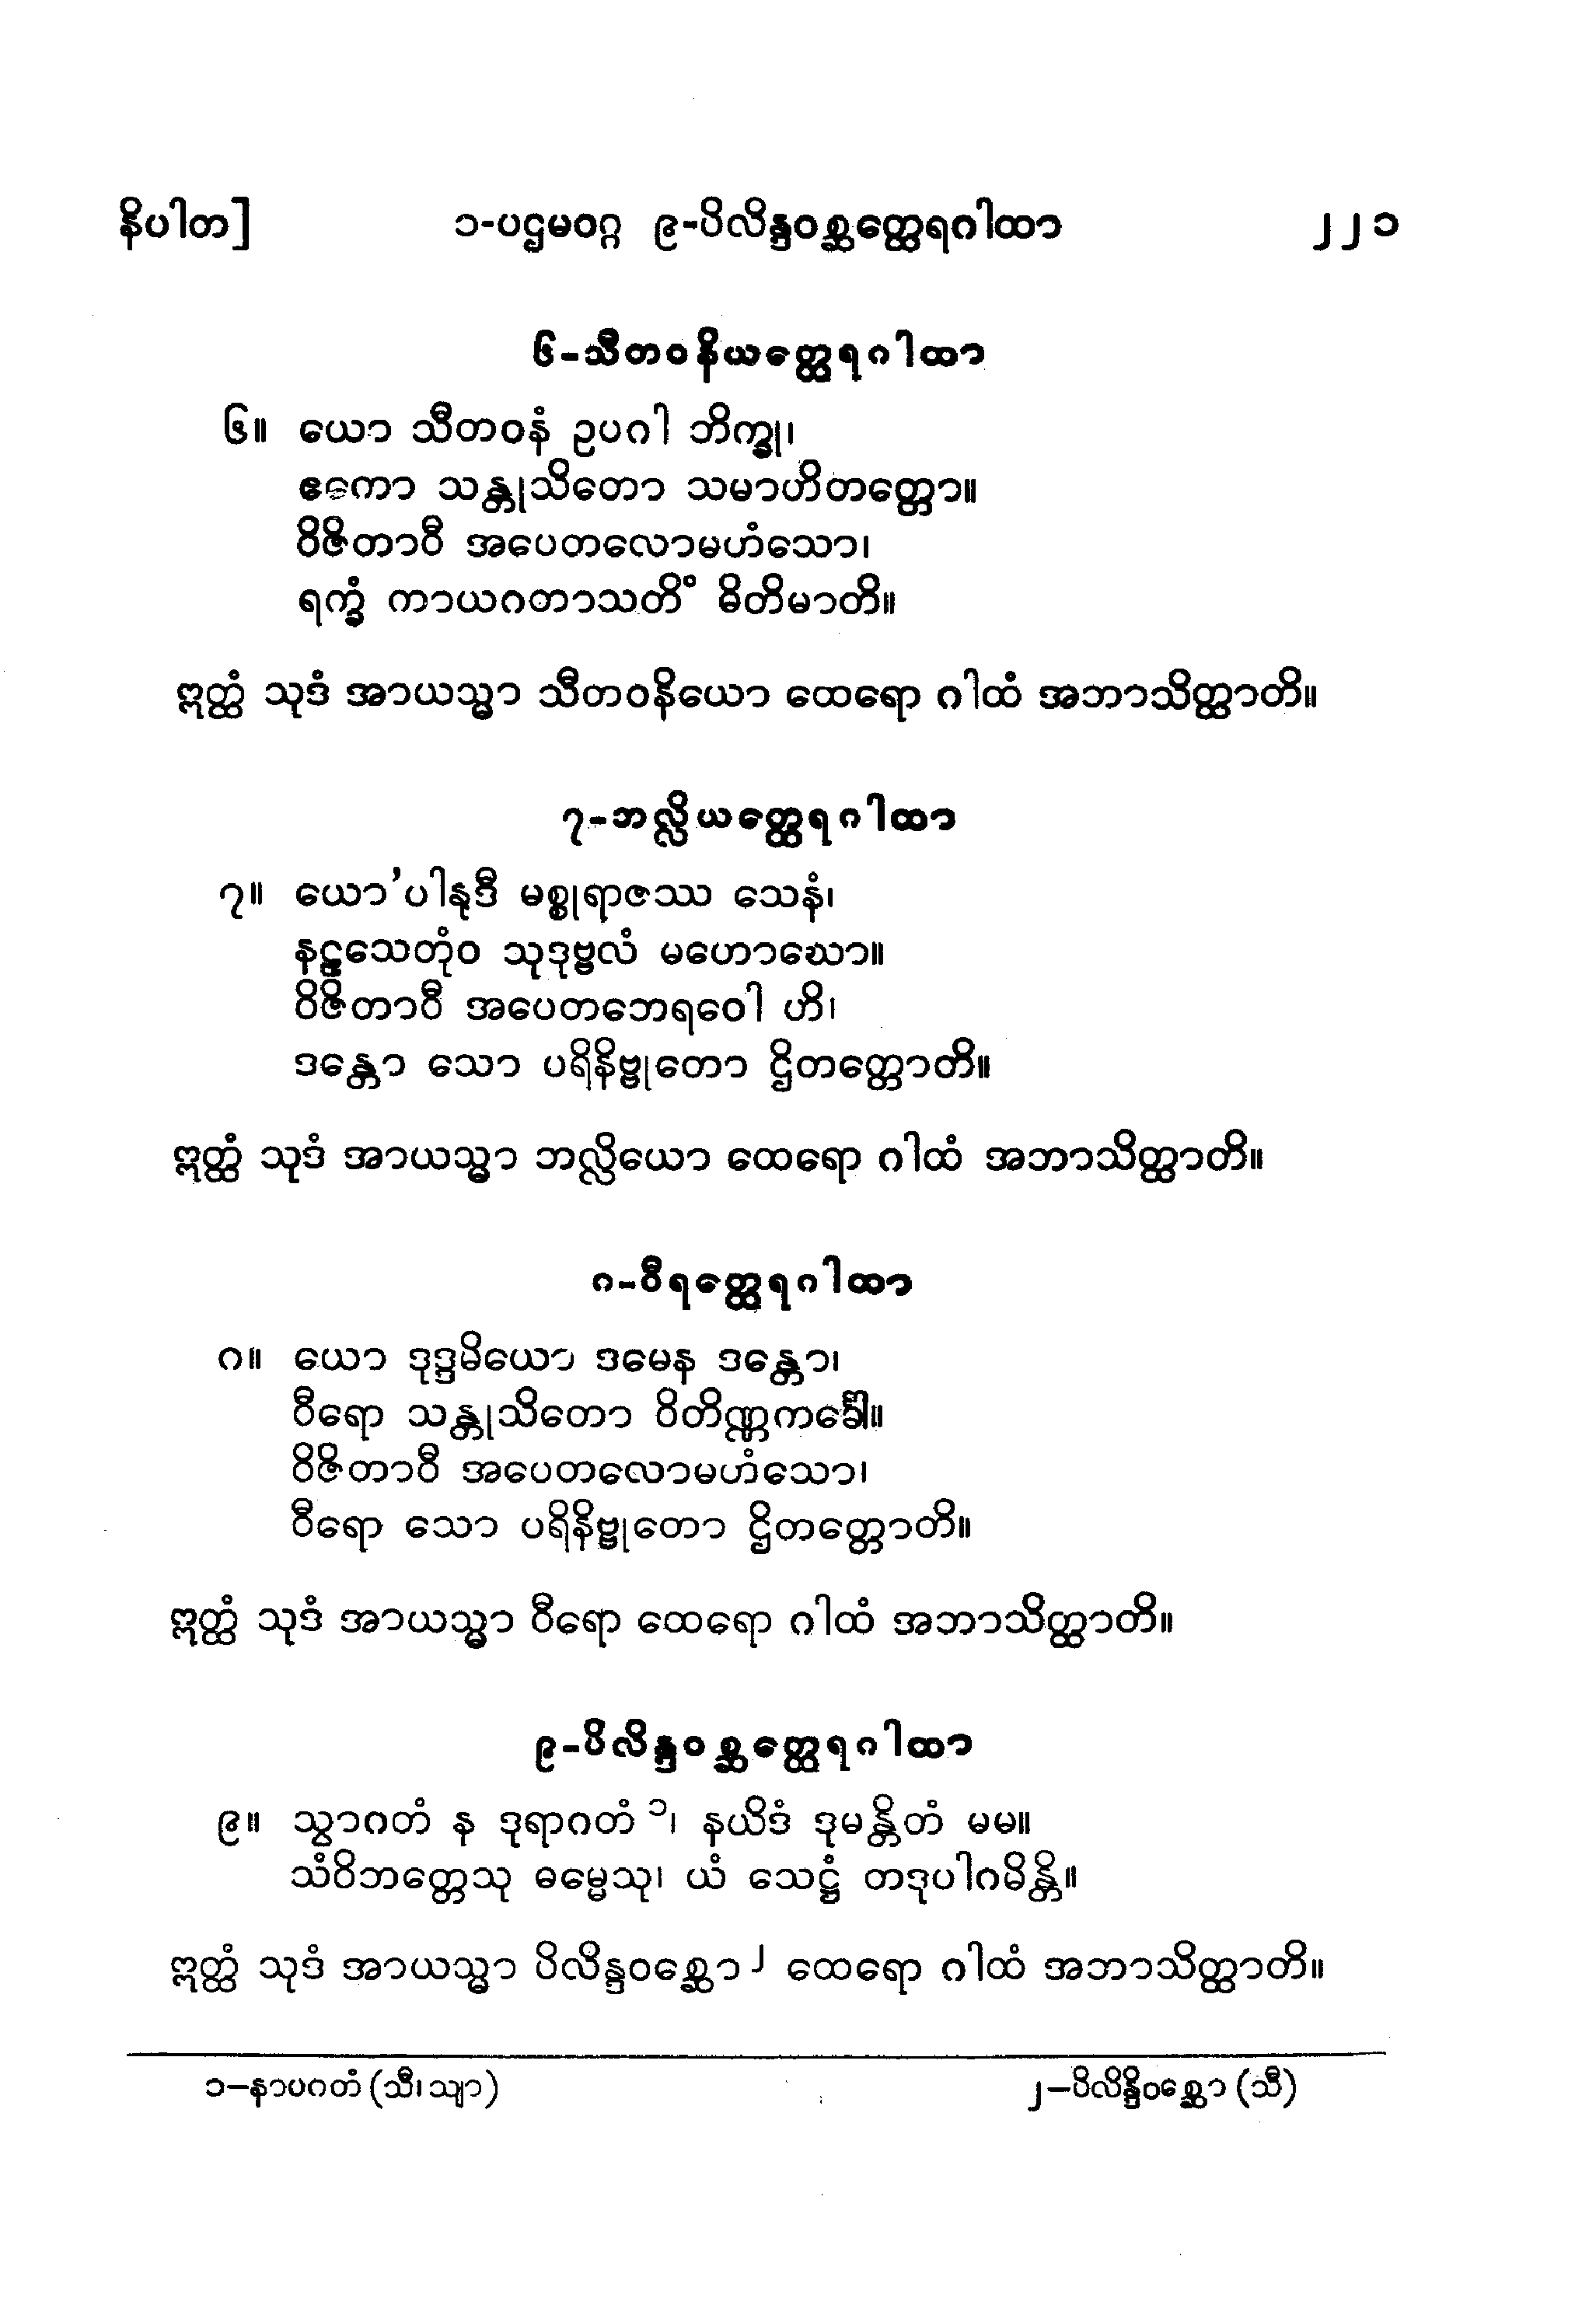 နိပါတ] ၁-ပဌမဝဂ္ဂ ၉-ပိလိန္ဒဝစ္ဆတ္ထေရဂါထာ ၂၂၁
၆-သီတဝနိယတ္ထေရဂါထာ
၆။ ယော သီတဝနံ ဥပဂါ ဘိက္ခု၊
ဧကော သန္တုသိတော သမာဟိတတ္တော။
ဝိဇိတာဝီ အပေတလောမဟံသော၊
ရက္ခံ ကာယဂတာသတိံ ဓိတိမာတိ။
ဣတ္ထံ သုဒံ အာယသ္မာ သီတဝနိယော ထေရော ဂါထံ အဘာသိတ္ထာတိ။
၇-ဘလ္လိယတ္ထေရဂါထာ
၇။ ယော’ပါနုဒီ မစ္စုရာဇဿ သေနံ၊
နဠသေတုံဝ သုဒုဗ္ဗလံ မဟောဃော။
ဝိဇိတာဝီ အပေတဘေရဝေါ ဟိ၊
ဒန္တော သော ပရိနိဗ္ဗုတော ဌိတတ္တောတိ။
ဣတ္ထံ သုဒံ အာယသ္မာ ဘလ္လိယော ထေရော ဂါထံ အဘာသိတ္ထာတိ။
ဂ-ဝီရတ္ထေရဂါထာ
ဂ။ ယော ဒုဒ္ဒမိယော ဒမေန ဒန္တော၊
ဝီရော သန္တုသိတော ဝိတိဏ္ဏကင်္ခေါ။
ဝိဇိတာဝီ အပေတလောမဟံသော၊
ဝီရော သော ပရိနိဗ္ဗုတော ဌိတတ္တောတိ။
ဣတ္ထံ သုဒံ အာယသ္မာ ဝီရော ထေရော ဂါထံ အဘာသိတ္ထာတိ။
၉-ပိလိန္ဒဝစ္ဆတ္ထေရဂါထာ
၉။ သွာဂတံ န ဒုရာဂတံ ၁၊ နယိဒံ ဒုမန္တိတံ မမ။
သံဝိဘတ္တေသု ဓမ္မေသု၊ ယံ သေဋ္ဌံ တဒုပါဂမိန္တိ။
ဣတ္ထံ သုဒံ အာယသ္မာ ပိလိန္ဒဝစ္ဆော၂ ထေရော ဂါထံ အဘာသိတ္ထာတိ။
၁–နာပဂတံ (သီ၊ သျာ) ၂–ပိလိန္ဒိဝစ္ဆော (သီ)